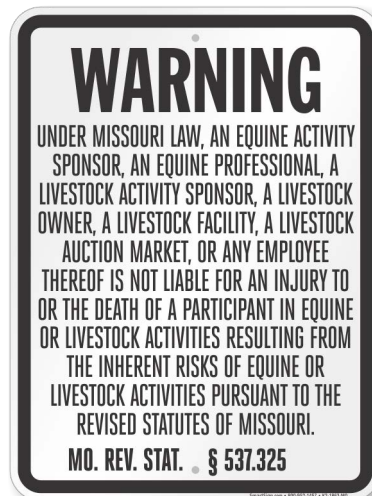 WARNING
UNDER MISSOURI LAW, AN EQUINE ACTIVITY
SPONSOR, AN EQUINE PROFESSIONAL, A
LIVESTOCK ACTIVITY SPONSOR, A LIVESTOCK
OWNER, A LIVESTOCK FACILITY, A LIVESTOCK
AUCTION MARKET, OR ANY EMPLOYEE
THEREOF IS NOT LIABLE FOR AN INJURY TO
OR THE DEATH OF A PARTICIPANT IN EQUINE
OR LIVESTOCK ACTIVITIES RESULTING FROM
THE INHERENT RISKS OF EQUINE OR
LIVESTOCK ACTIVITIES PURSUANT TO THE
REVISED STATUTES OF MISSOURI.
MO. REV. STAT. § 537.325